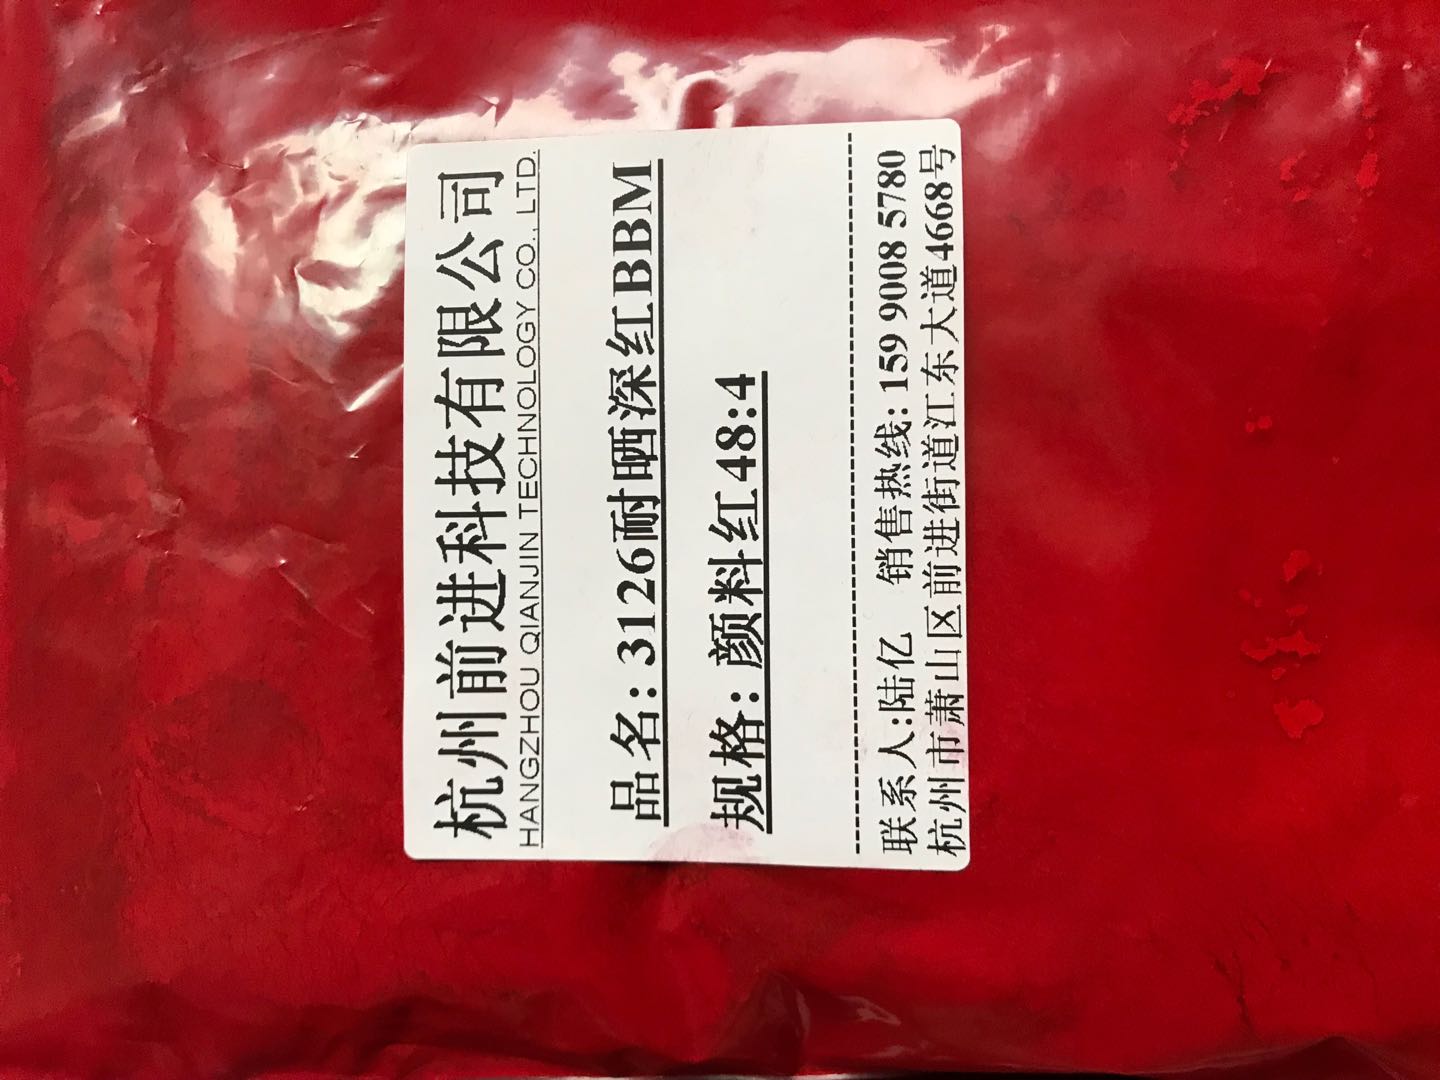 杭州前进科技有限公司
HANGZHOU QIANJIN TECHNOLOGY CO., LTD.
品名:3126耐晒深红BBM
规格:颜料红48:4
联系人:陆亿 销售热线:159 9008 5780
杭州市萧山区前进街道江东大道4668号